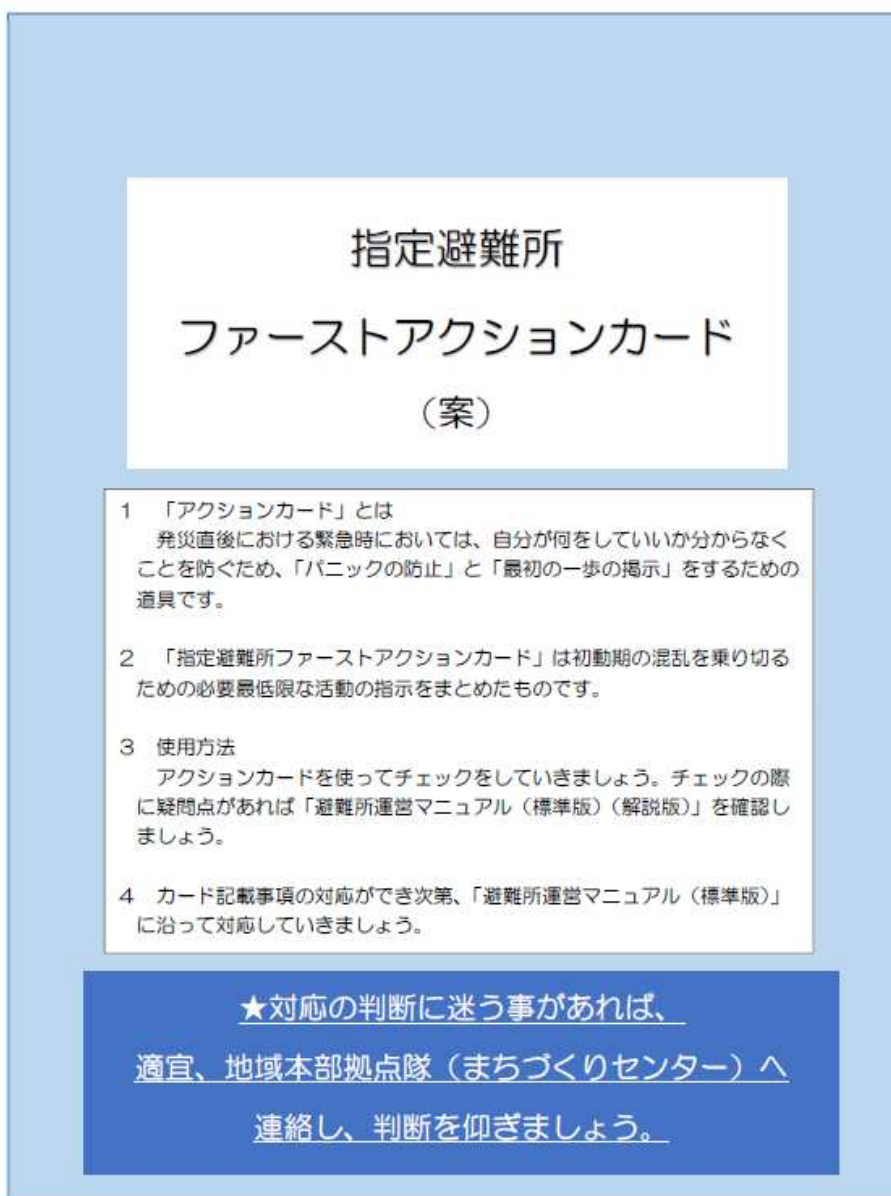 指定避難所
ファーストアクションカード
（案）
1　「アクションカード」とは
発災直後における緊急時においては、自分が何をしていいか分からなく
ことを防ぐため、「パニックの防止」と「最初の一歩の掲示」をするための
道具です。
2　「指定避難所ファーストアクションカード」は初動期の混乱を乗り切る
ための必要最低限な活動の指示をまとめたものです。
3　使用方法
アクションカードを使ってチェックをしていきましょう。チェックの際
に疑問点があれば「避難所運営マニュアル（標準版）（解説版）」を確認し
ましょう。
4　カード記載事項の対応ができ次第、「避難所運営マニュアル（標準版）」
に沿って対応していきましょう。
★対応の判断に迷う事があれば、
適宜、地域本部拠点隊（まちづくりセンター）へ
連絡し、判断を仰ぎましょう。